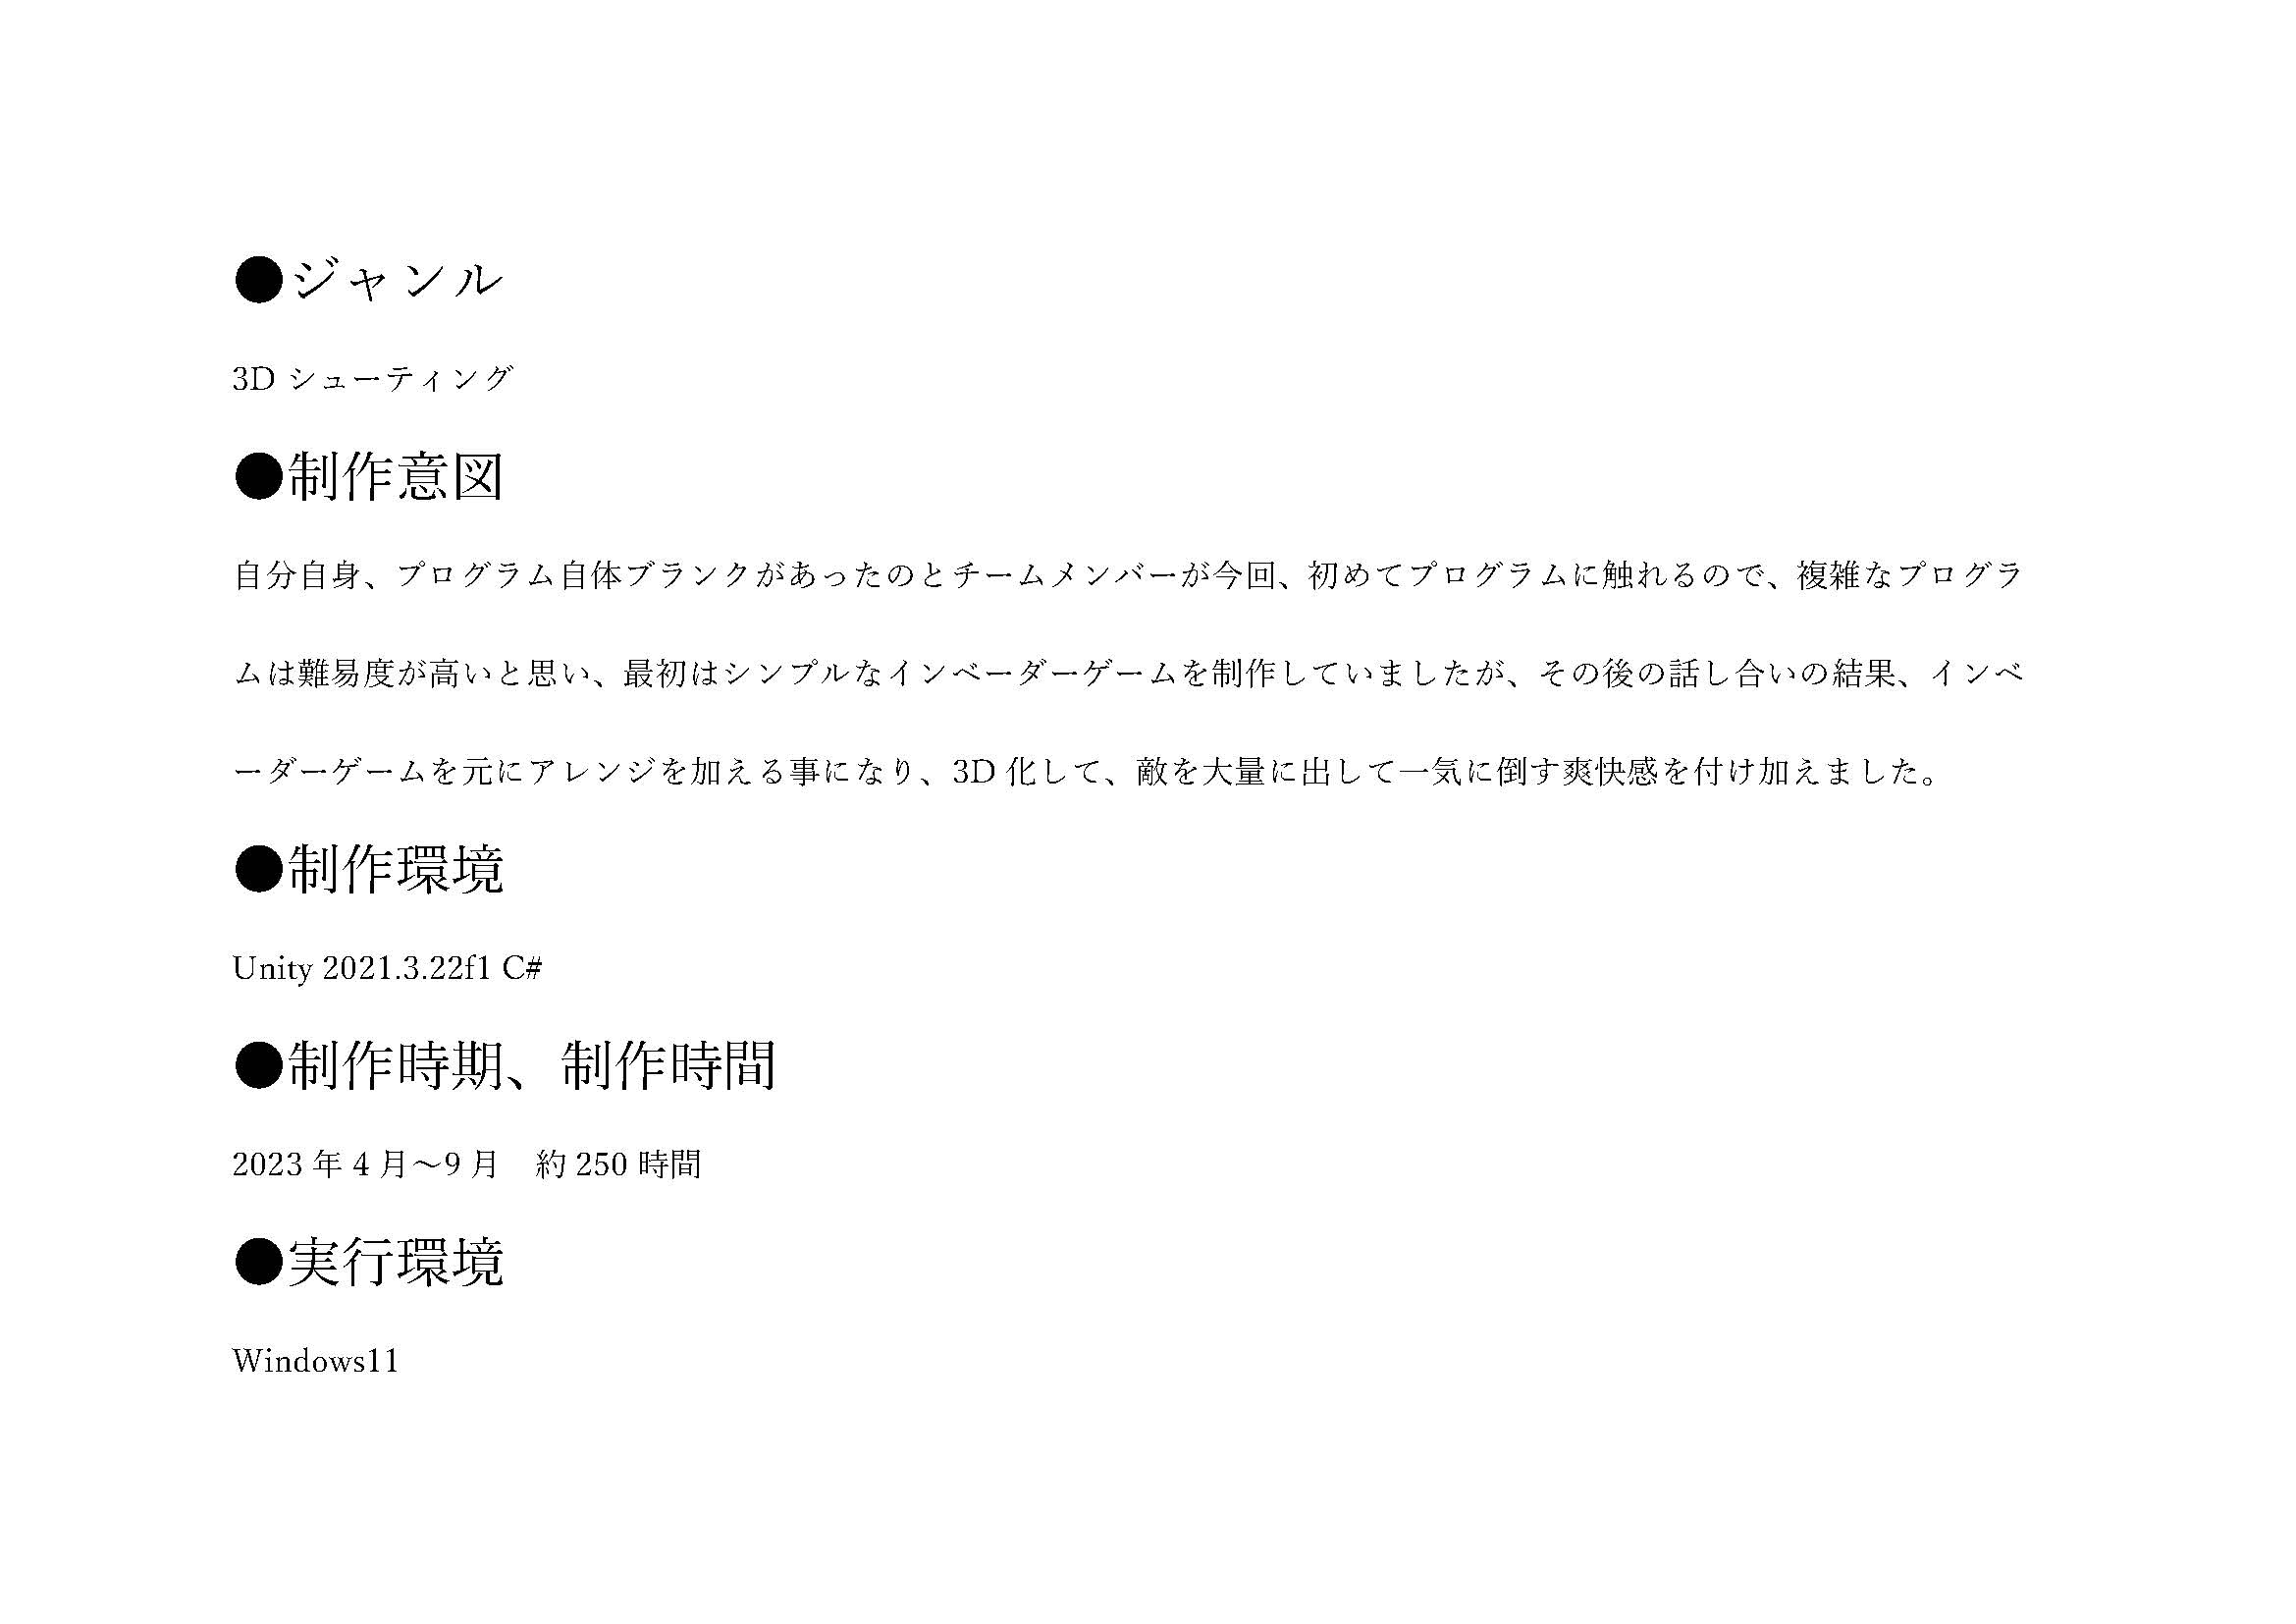 ●ジャンル
3D シューティング
●制作意図
自分自身、プログラム自体ブランクがあったのとチームメンバーが今回、初めてプログラムに触れるので、複雑なプログラ
ムは難易度が高いと思い、最初はシンプルなインベーダーゲームを制作していましたが、その後の話し合いの結果、インベ
ーダーゲームを元にアレンジを加える事になり、3D 化して、敵を大量に出して一気に倒す爽快感を付け加えました。
●制作環境
Unity 2021.3.22f1 C#
●制作時期、制作時間
2023 年 4 月～9 月　約 250 時間
●実行環境
Windows11